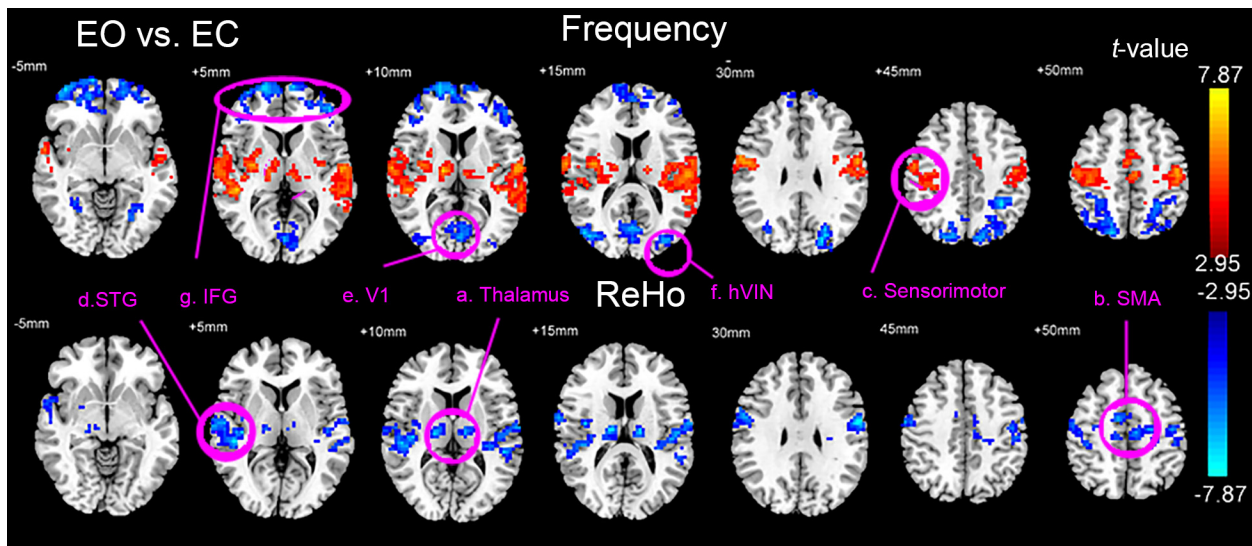 EO vs. EC
Frequency
t-value
-5mm
+5mm
+10mm
+15mm
30mm
+45mm
+50mm
7.87
2.95
-2.95
d.STG
g. IFG
e. V1
a. Thalamus
ReHo
f. hVIN
c. Sensorimotor
b. SMA
-5mm
+5mm
+10mm
+15mm
30mm
45mm
+50mm
-7.87